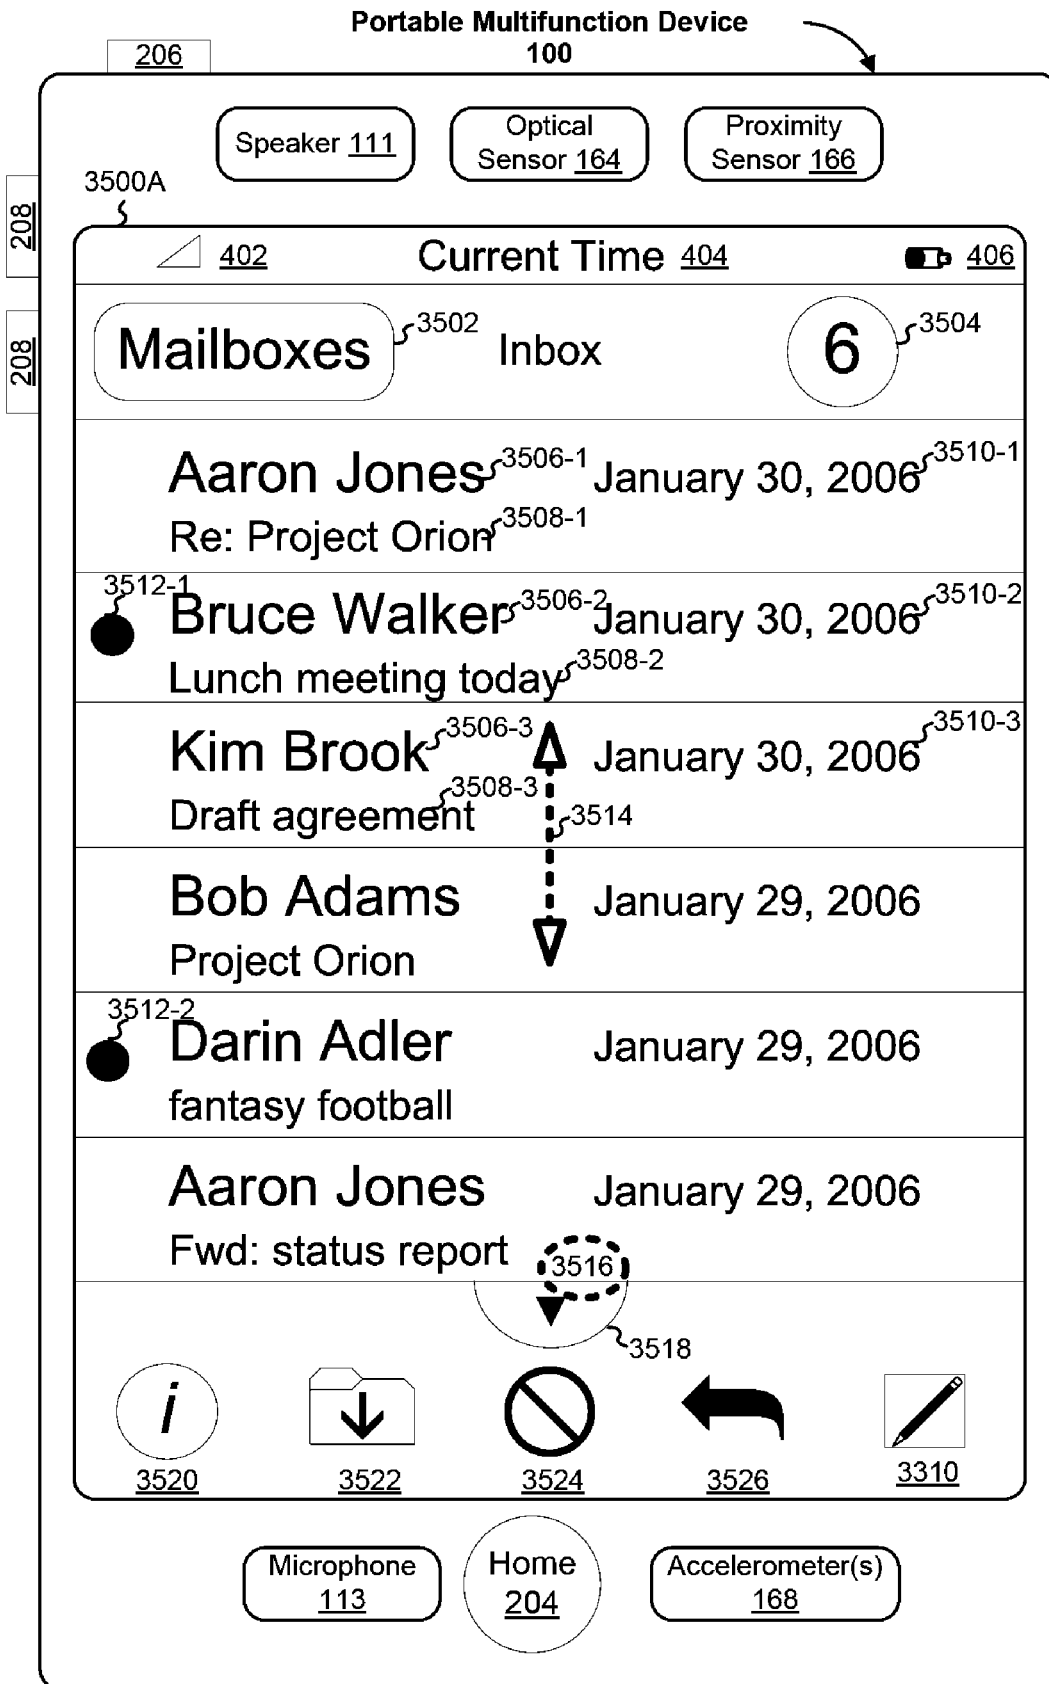 Portable Multifunction Device
100
206
Speaker 111
Optical
Sensor 164
Proximity
Sensor 166
3500A
208
402
Current Time 404
406
208
Mailboxes
3502
Inbox
6
3504
Aaron Jones
3506-1
January 30, 2006
3510-1
Re: Project Orion
3508-1
3512-1
Bruce Walker
3506-2
January 30, 2006
3510-2
Lunch meeting today
3508-2
Kim Brook
3506-3
January 30, 2006
3510-3
Draft agreement
3508-3
3514
Bob Adams
January 29, 2006
Project Orion
3512-2
Darin Adler
January 29, 2006
fantasy football
Aaron Jones
January 29, 2006
Fwd: status report
3516
3518
i
3520
3522
3524
3526
3310
Microphone
113
Home
204
Accelerometer(s)
168